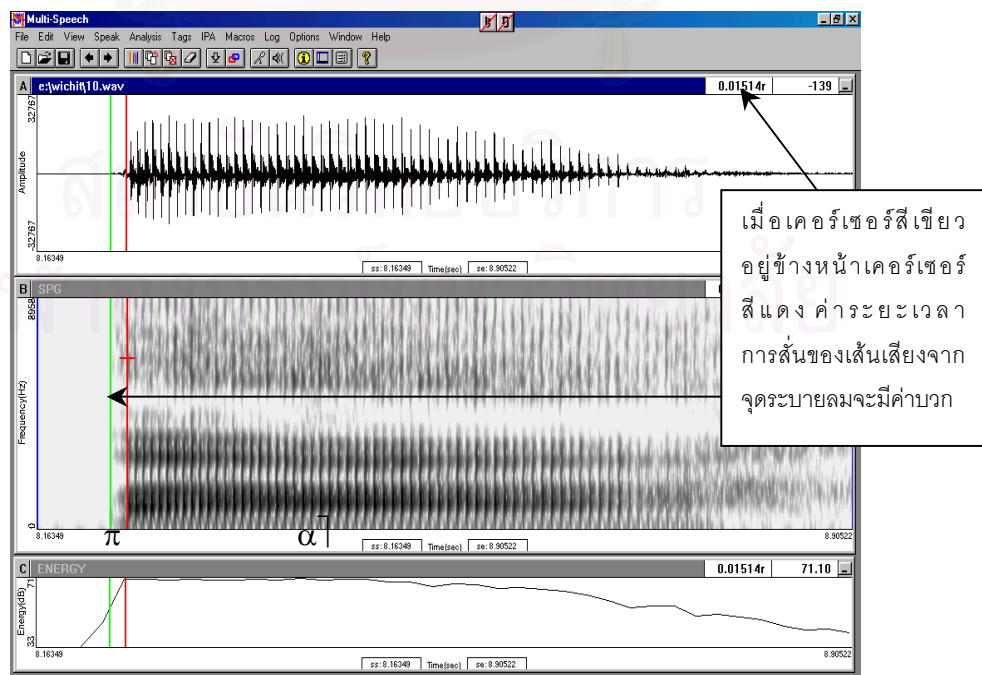 Multi-Speech
File Edit View Speak Analysis Tags IPA Macros Log Options Window Help
A e:\wichit\10.wav 0.01514r -139
32767
Amplitude
-32767
8.16349
ss: 8.16349 Time(sec) se: 8.90522
เมื่อเคอร์เซอร์สีเขียว
อยู่ข้างหน้าเคอร์เซอร์
สีแดง ค่าระยะเวลา
การสั่นของเส้นเสียงจาก
จุดระบายลมจะมีค่าบวก
B SPG
8958
Frequency(Hz)
0
8.16349 8.90522
π α
ss: 8.16349 Time(sec) se: 8.90522
C ENERGY 0.01514r 71.10
71
Energy(dB)
33
8.16349 8.90522
ss: 8.16349 Time(sec) se: 8.90522